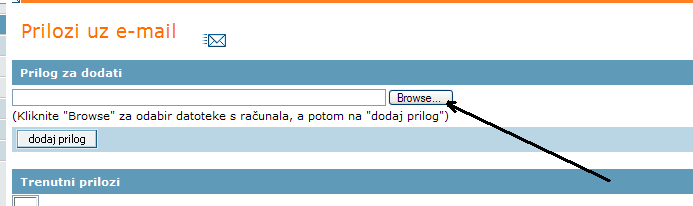 Prilozi uz e-mail
Prilog za dodati
Browse...
(Kliknite "Browse" za odabir datoteke s računala, a potom na "dodaj prilog")
dodaj prilog
Trenutni prilozi